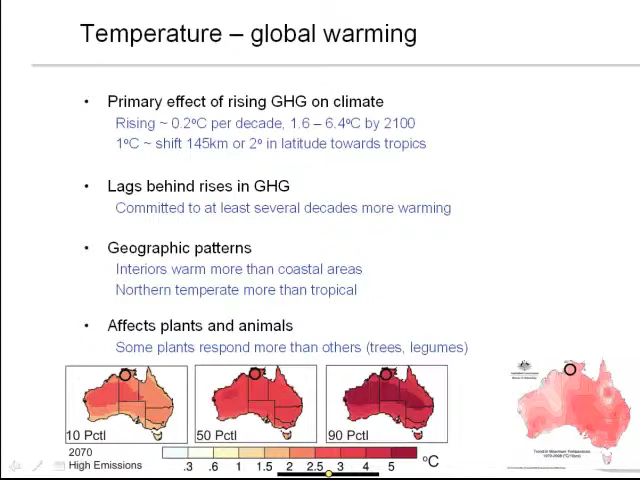 Temperature – global warming
• Primary effect of rising GHG on climate
Rising ~ 0.2ºC per decade, 1.6 – 6.4ºC by 2100
1ºC ~ shift 145km or 2º in latitude towards tropics
• Lags behind rises in GHG
Committed to at least several decades more warming
• Geographic patterns
Interiors warm more than coastal areas
Northern temperate more than tropical
• Affects plants and animals
Some plants respond more than others (trees, legumes)
10 Pctl
50 Pctl
90 Pctl
2070
High Emissions
.3 .6 1 1.5 2 2.5 3 4 5 ºC
Trend in Maximum Temperature